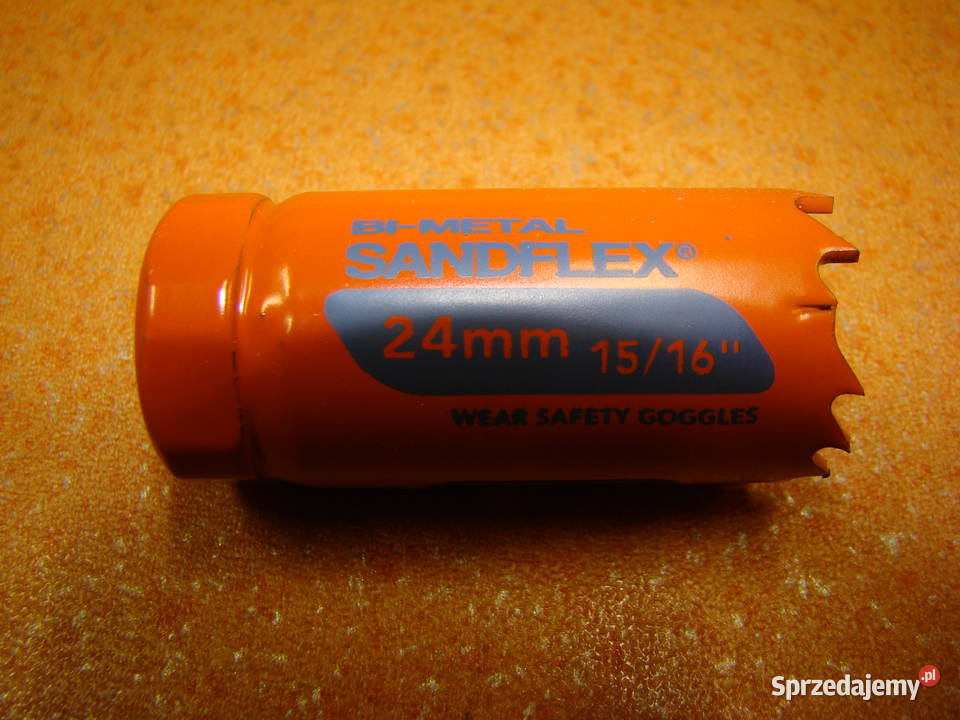 BI-METAL
SANDFLEX®
24mm 15/16"
WEAR SAFETY GOGGLES
Sprzedajemy.pl